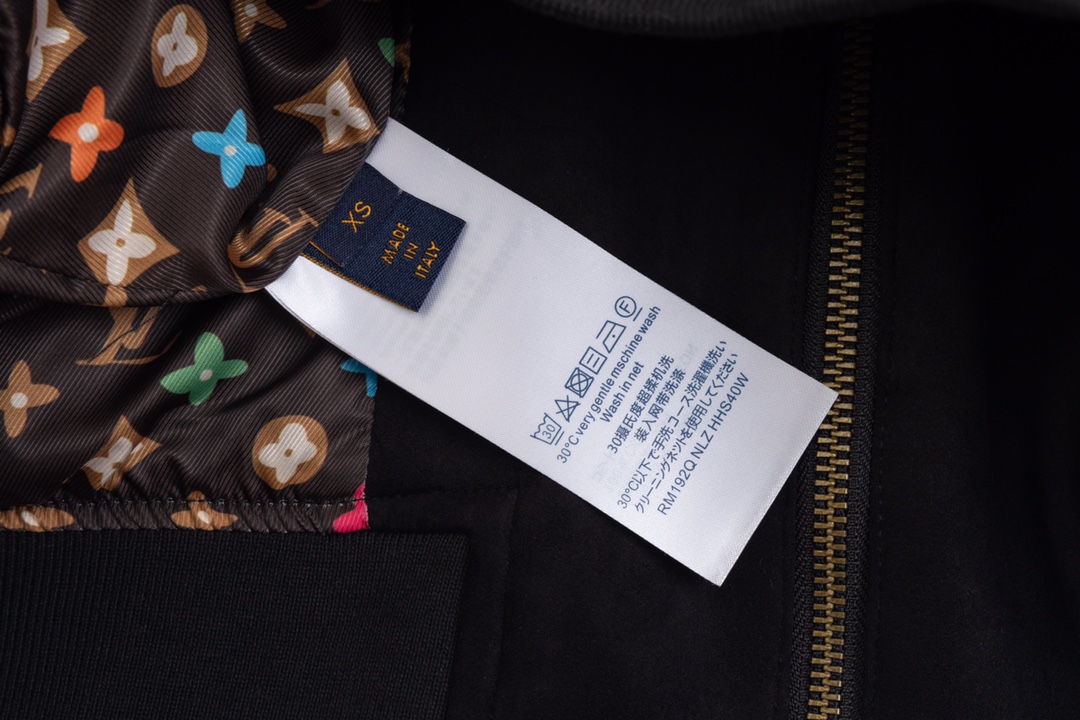 XS
MADE
IN
ITALY
30
F
30°C very gentle mschine wash
Wash in net
30摄氏度超揉机洗
装入网带洗涤
30°C以下で手洗コース洗濯機洗い
クリーニングネットを使用してください
RM192Q NLZ HHS40W